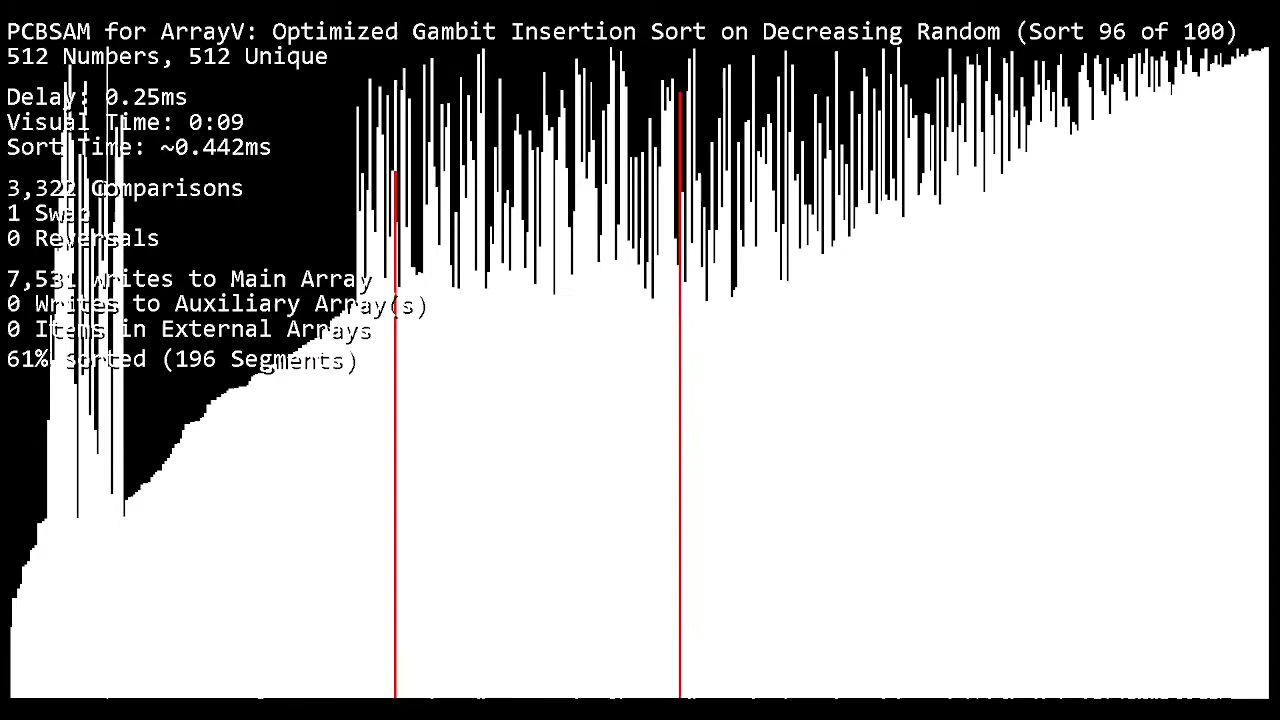 PCBSAM for ArrayV: Optimized Gambit Insertion Sort on Decreasing Random (Sort 96 of 100)
512 Numbers, 512 Unique
Delay: 0.25ms
Visual Time: 0:09
Sort Time: ~0.442ms
3,322 Comparisons
1 Swap
0 Reversals
7,531 Writes to Main Array
0 Writes to Auxiliary Array(s)
0 Items in External Arrays
61% Sorted (196 Segments)